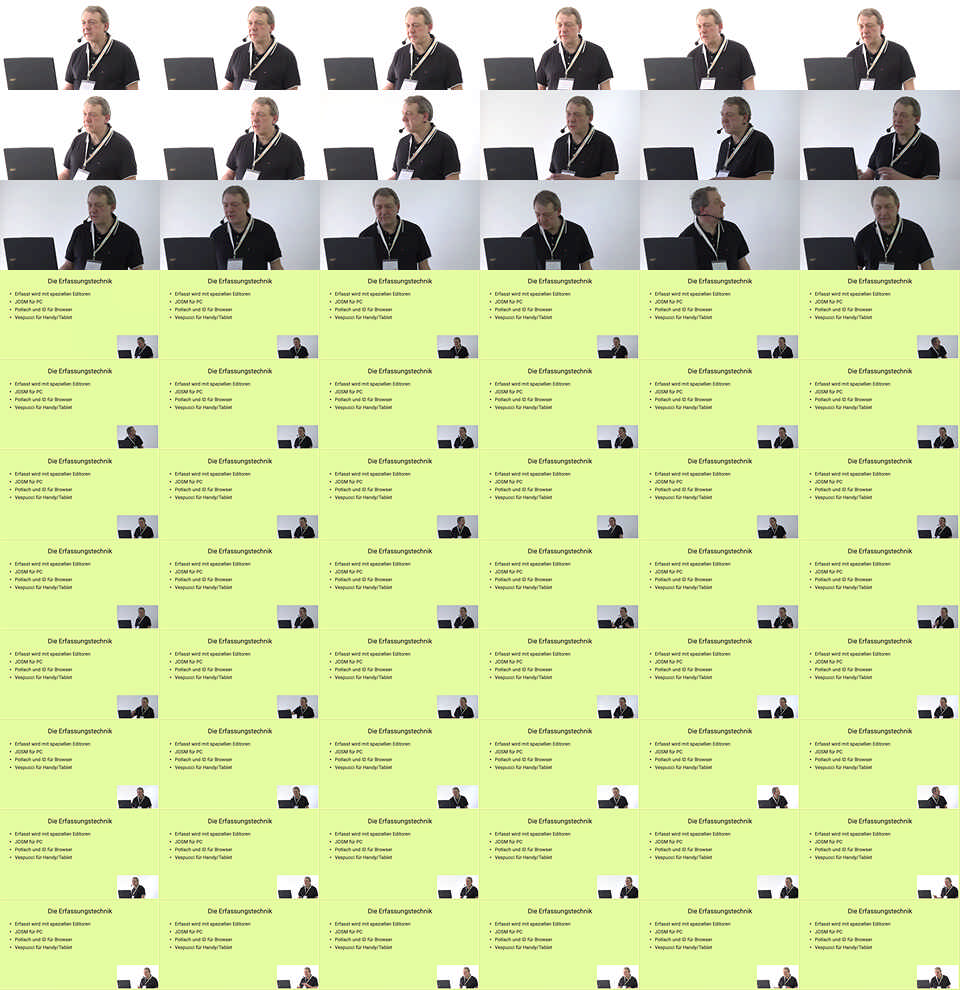 Die Erfassungstechnik
• Erfasst wird mit speziellen Editoren
• JOSM für PC
• Potlach und ID für Browser
• Vespucci für Handy/Tablet